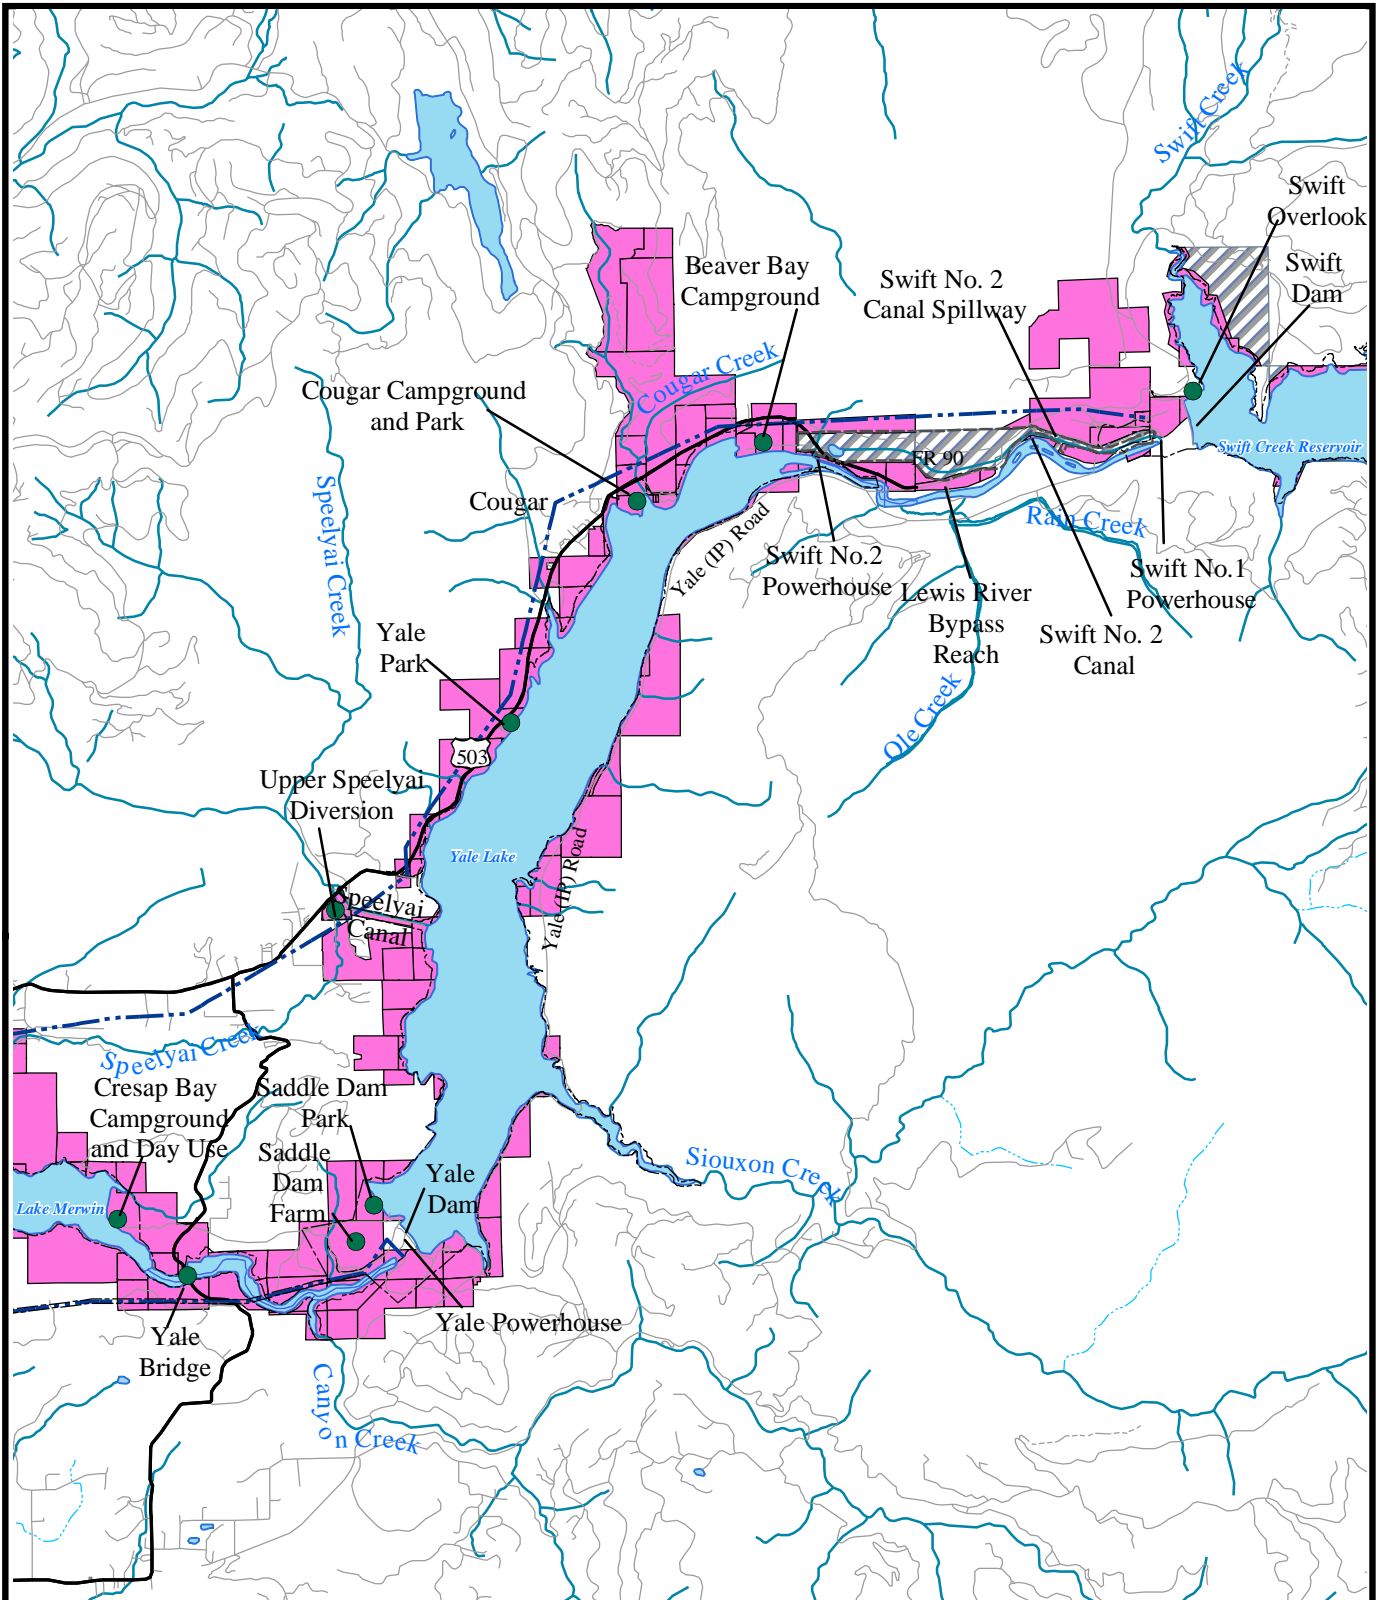 Swift Creek
Swift
Overlook
Swift
Dam
Beaver Bay
Campground
Swift No. 2
Canal Spillway
Cougar Creek
Cougar Campground
and Park
Swift Creek Reservoir
FR 90
Cougar
Speelyai Creek
Rain Creek
Yale (IP) Road
Swift No.2
Powerhouse
Swift No.1
Powerhouse
Lewis River
Bypass
Reach
Swift No. 2
Canal
Yale
Park
Ole Creek
503
Upper Speelyai
Diversion
Yale Lake
Yale (IP) Road
Speelyai
Canal
Speelyai Creek
Cresap Bay
Campground
and Day Use
Saddle Dam
Park
Saddle
Dam
Farm
Yale
Dam
Siouxon Creek
Lake Merwin
Yale Powerhouse
Yale
Bridge
Canyon Creek